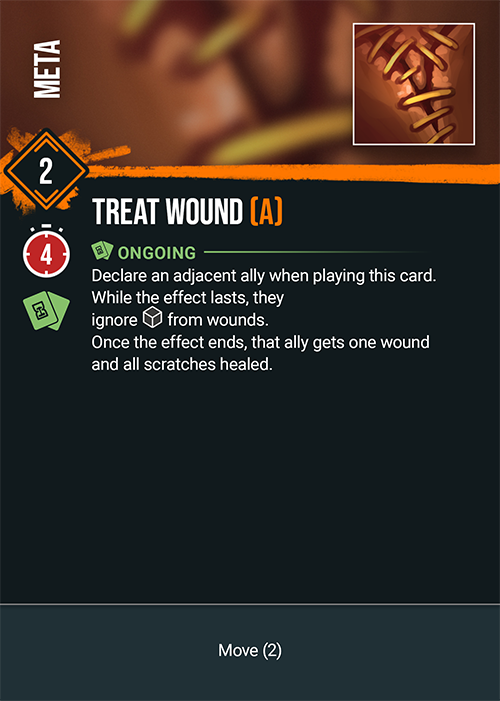 META
2
TREAT WOUND (A)
4
ONGOING
Declare an adjacent ally when playing this card.
While the effect lasts, they
ignore from wounds.
Once the effect ends, that ally gets one wound
and all scratches healed.
Move (2)